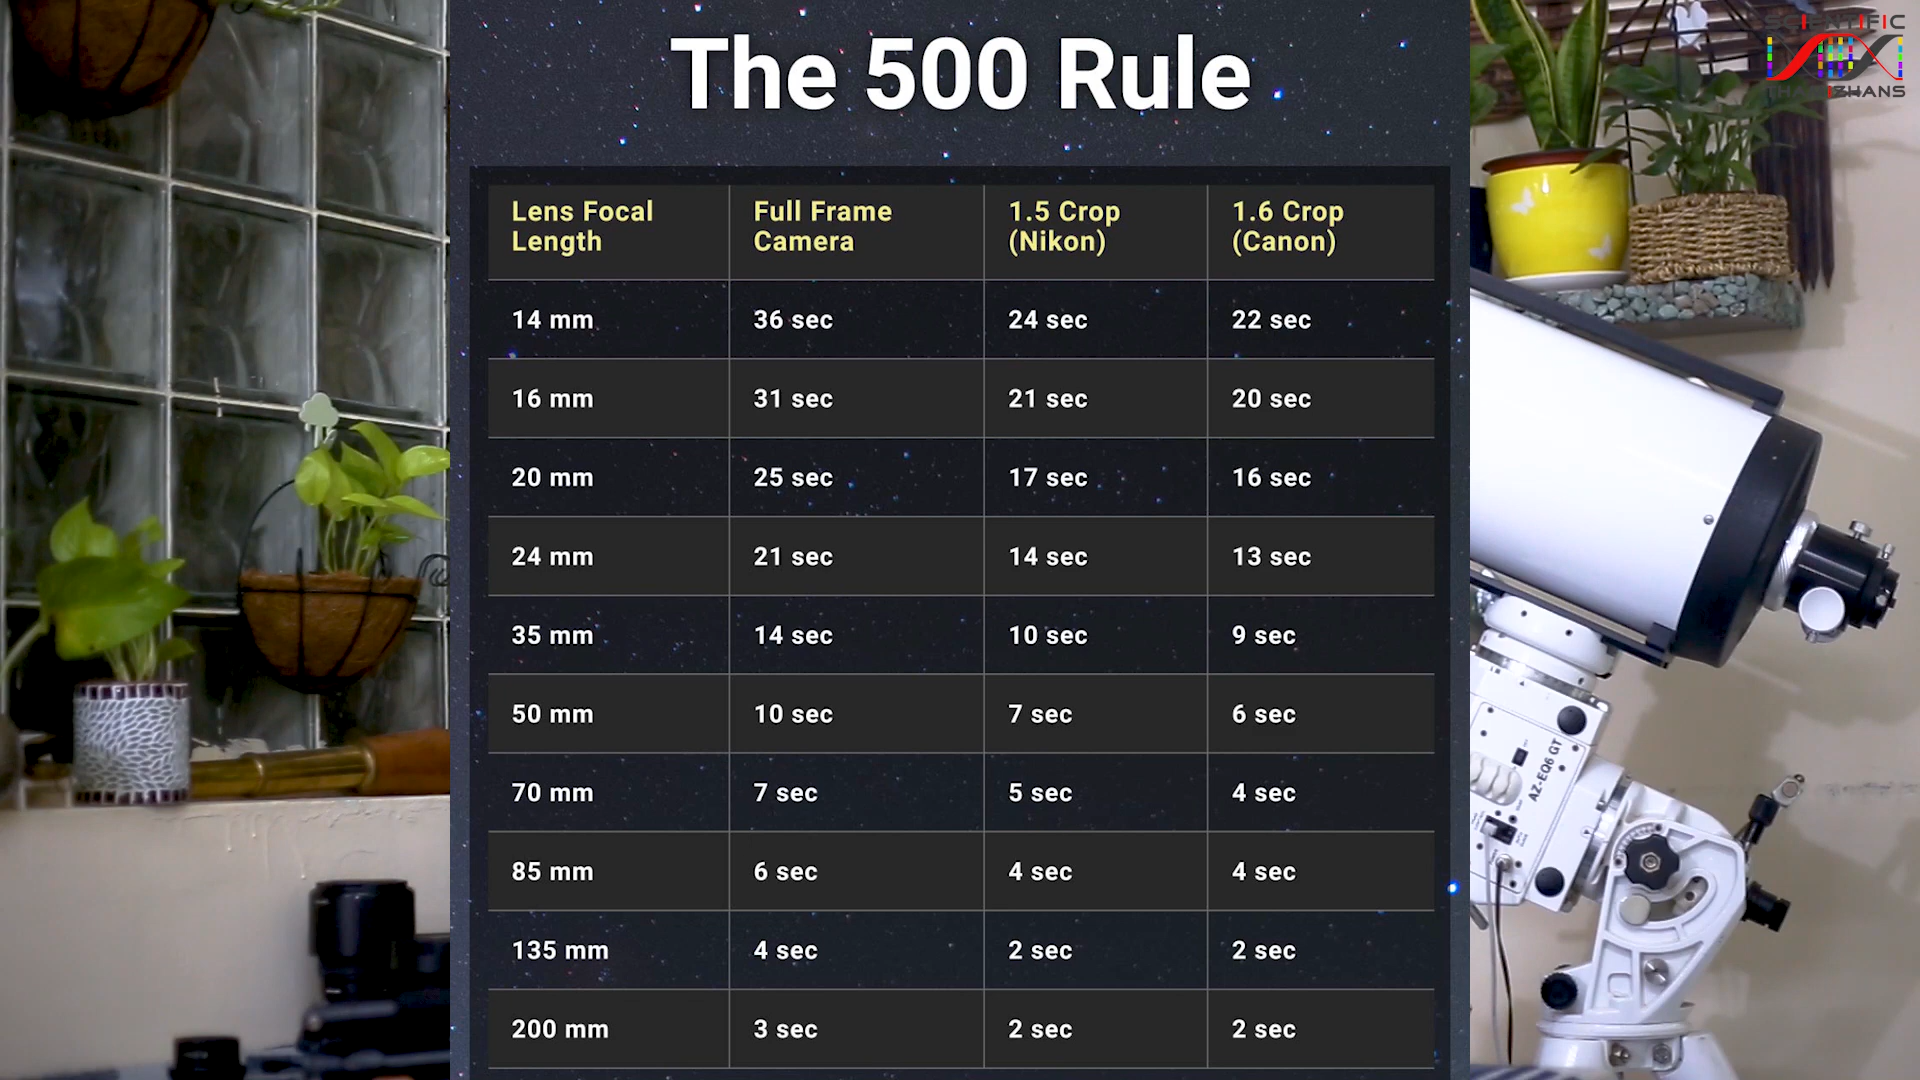 The 500 Rule
SCIENTIFIC
THAMIZHANS
Lens Focal
Length
Full Frame
Camera
1.5 Crop
(Nikon)
1.6 Crop
(Canon)
14 mm 36 sec 24 sec 22 sec
16 mm 31 sec 21 sec 20 sec
20 mm 25 sec 17 sec 16 sec
24 mm 21 sec 14 sec 13 sec
35 mm 14 sec 10 sec 9 sec
50 mm 10 sec 7 sec 6 sec
70 mm 7 sec 5 sec 4 sec
85 mm 6 sec 4 sec 4 sec
135 mm 4 sec 2 sec 2 sec
200 mm 3 sec 2 sec 2 sec
AZ-EQ6 GT